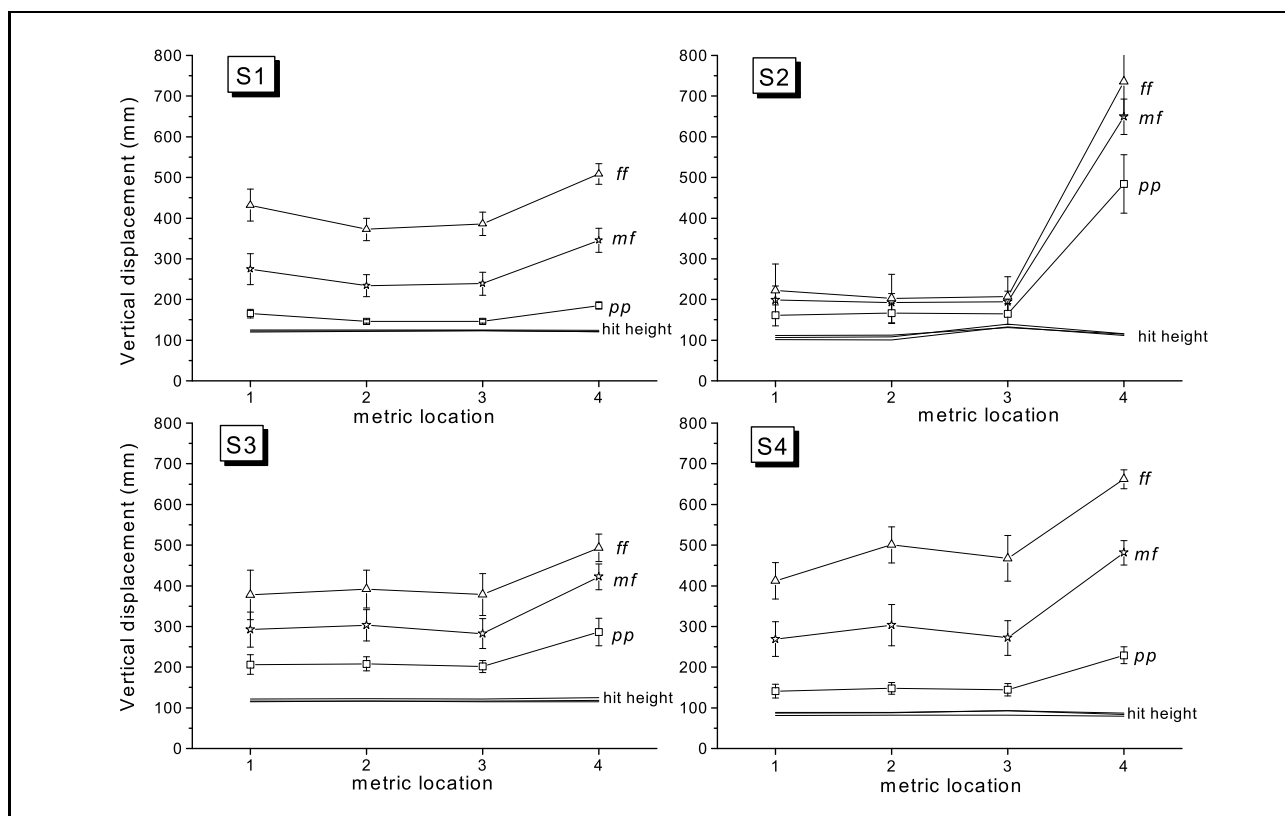 S1
Vertical displacement (mm)
800
700
600
500
400
300
200
100
0
ff
mf
pp
hit height
1 2 3 4
metric location
S2
800
700
600
500
400
300
200
100
0
ff
mf
pp
hit height
1 2 3 4
metric location
S3
Vertical displacement (mm)
800
700
600
500
400
300
200
100
0
ff
mf
pp
hit height
1 2 3 4
metric location
S4
800
700
600
500
400
300
200
100
0
ff
mf
pp
hit height
1 2 3 4
metric location